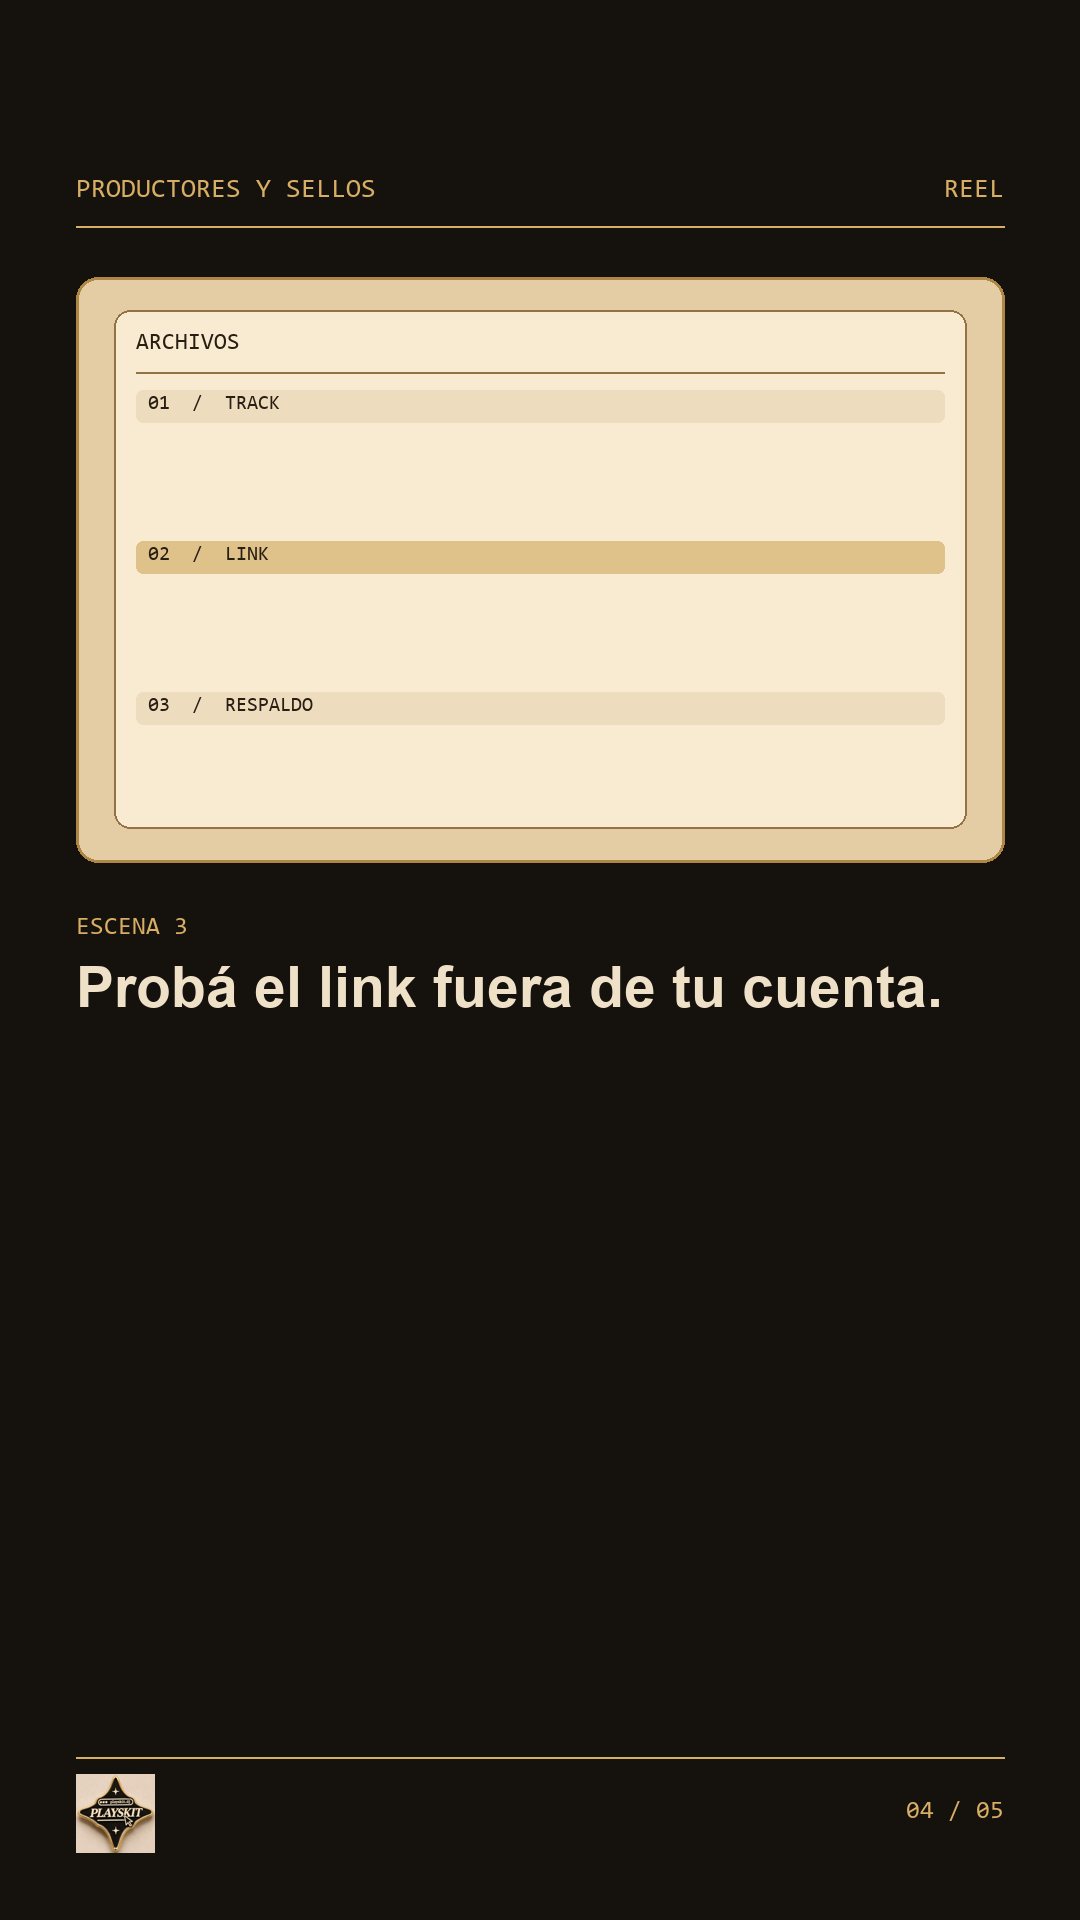 PRODUCTORES Y SELLOS
REEL
ARCHIVOS
01 / TRACK
02 / LINK
03 / RESPALDO
ESCENA 3
Probá el link fuera de tu cuenta.
PLAYSKIT
04 / 05